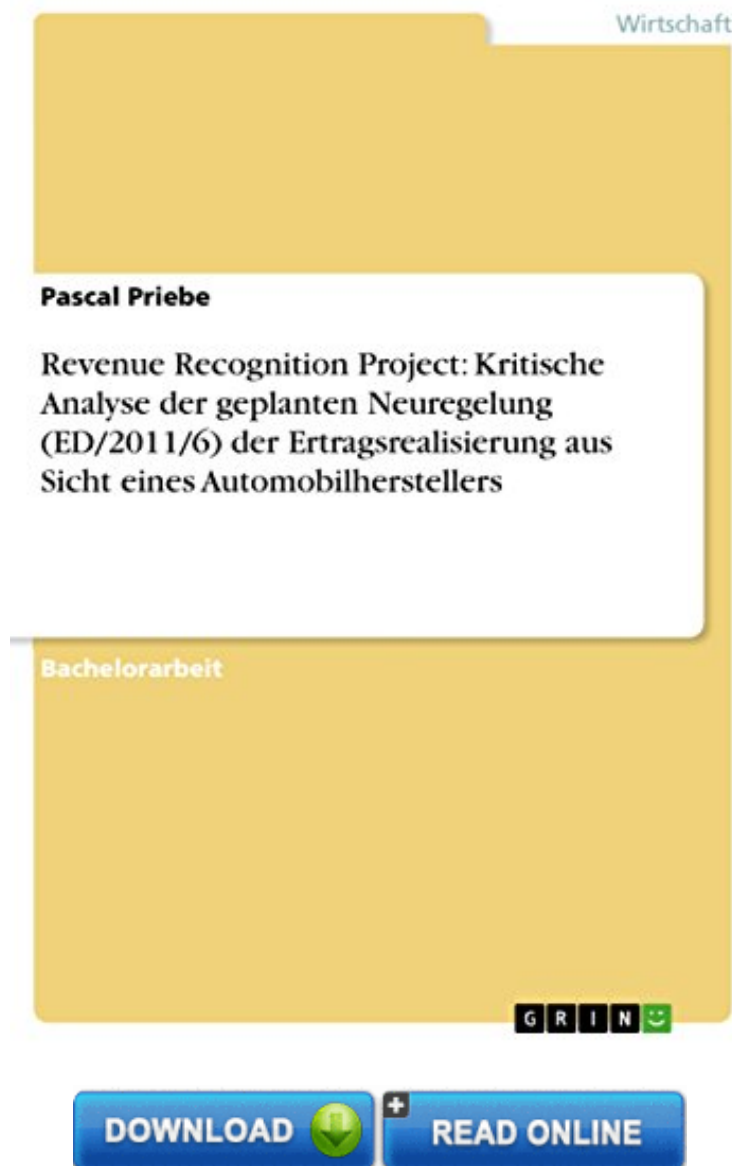 Wirtschaft
Pascal Priebe
Revenue Recognition Project: Kritische
Analyse der geplanten Neuregelung
(ED/2011/6) der Ertragsrealisierung aus
Sicht eines Automobilherstellers
Bachelorarbeit
GRIN
DOWNLOAD
READ ONLINE